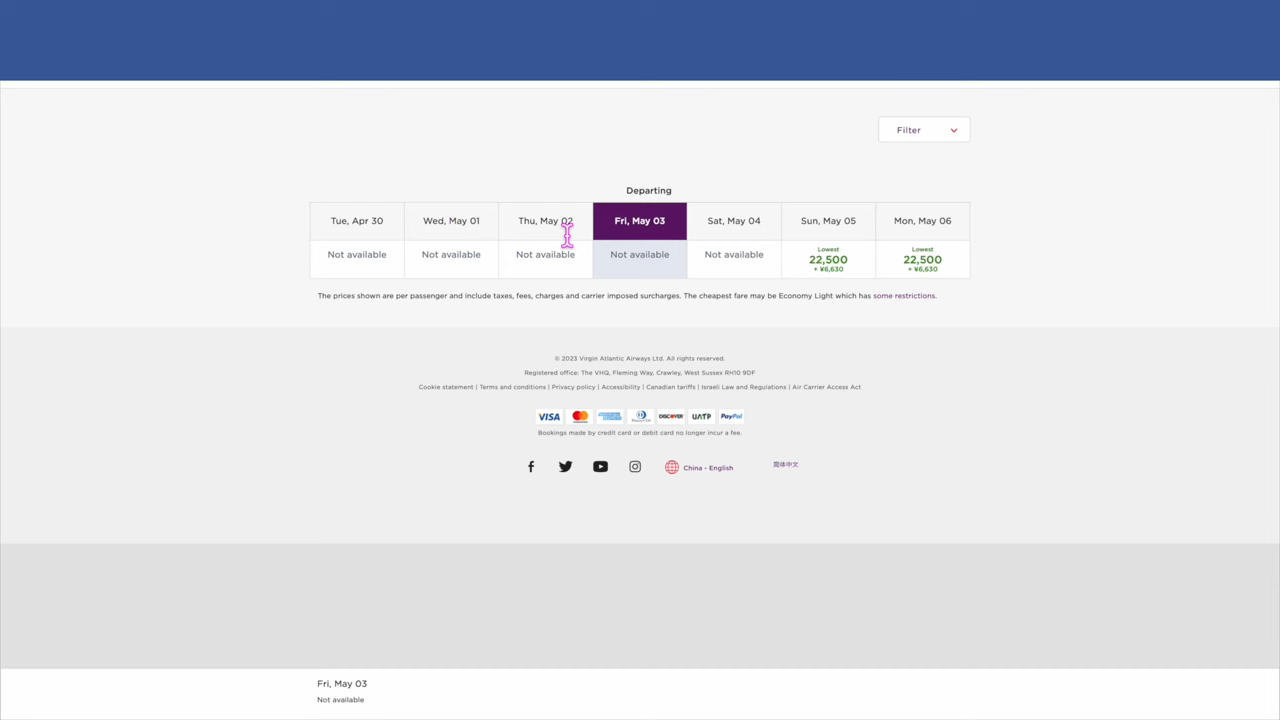 Filter
Departing
Tue, Apr 30
Wed, May 01
Thu, May 02
Fri, May 03
Sat, May 04
Sun, May 05
Mon, May 06
Not available
Not available
Not available
Not available
Not available
Lowest
22,500
+ ¥6,630
Lowest
22,500
+ ¥6,630
The prices shown are per passenger and include taxes, fees, charges and carrier imposed surcharges. The cheapest fare may be Economy Light which has some restrictions.
© 2023 Virgin Atlantic Airways Ltd. All rights reserved.
Registered office: The VHQ, Fleming Way, Crawley, West Sussex RH10 9DF
Cookie statement | Terms and conditions | Privacy policy | Accessibility | Canadian tariffs | Israeli Law and Regulations | Air Carrier Access Act
VISA
DISCOVER
UATP
PayPal
Bookings made by credit card or debit card no longer incur a fee.
China - English
简体中文
Fri, May 03
Not available